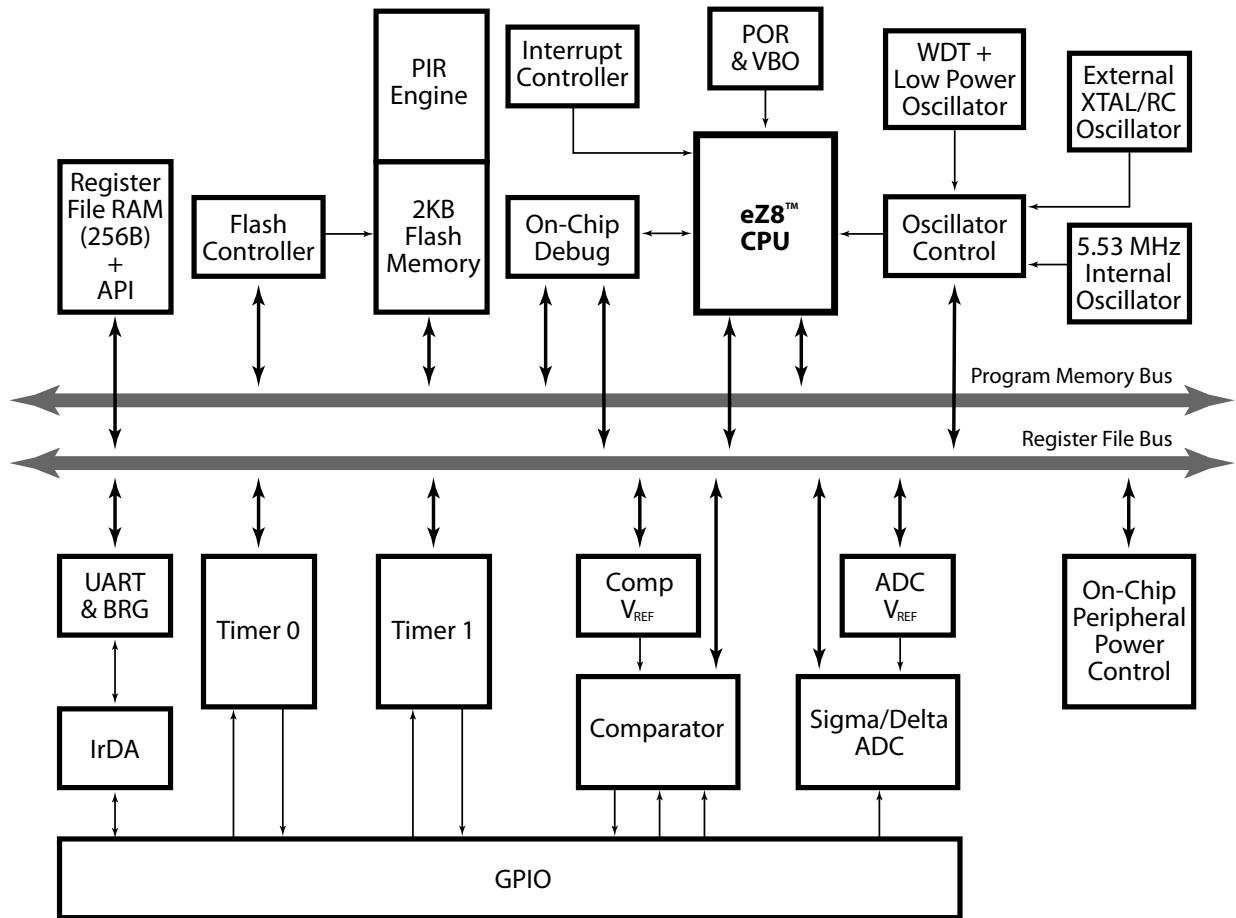 PIR
Engine
Interrupt
Controller
POR
& VBO
WDT +
Low Power
Oscillator
External
XTAL/RC
Oscillator
Register
File RAM
(256B)
+
API
Flash
Controller
2KB
Flash
Memory
On-Chip
Debug
eZ8™
CPU
Oscillator
Control
5.53 MHz
Internal
Oscillator
Program Memory Bus
Register File Bus
UART
& BRG
Timer 0
Timer 1
Comp
VREF
ADC
VREF
On-Chip
Peripheral
Power
Control
IrDA
Comparator
Sigma/Delta
ADC
GPIO